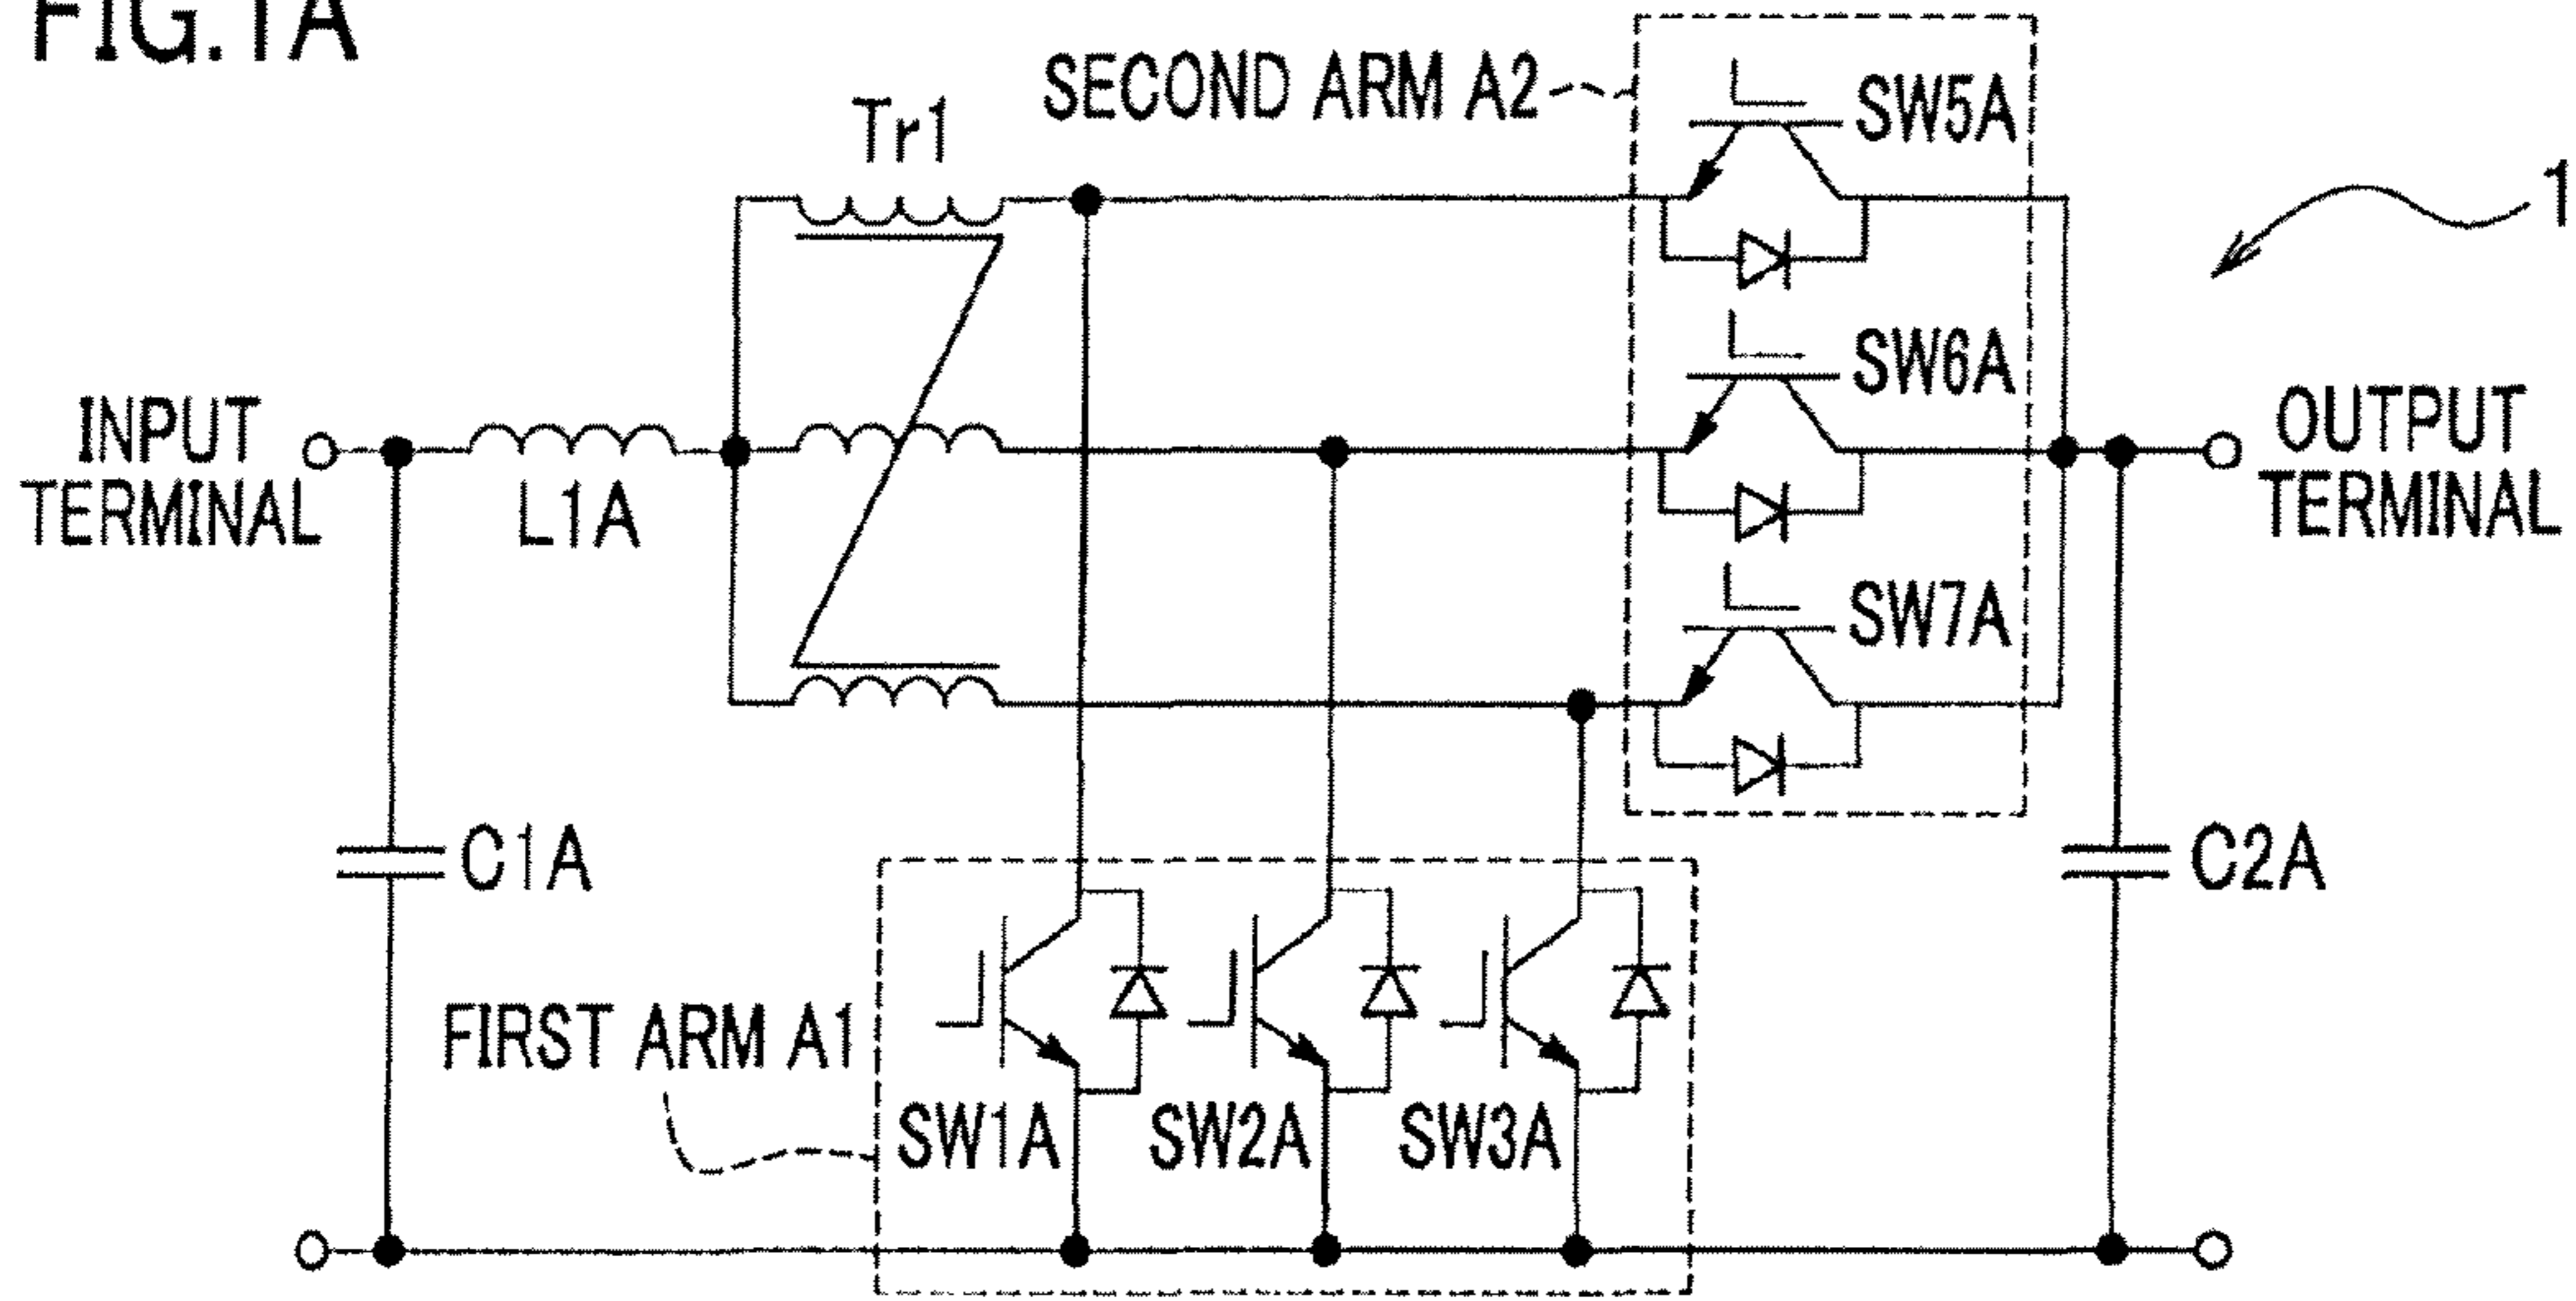 FIG.1A
SECOND ARM A2
SW5A
Tr1
1
SW6A
INPUT
TERMINAL
OUTPUT
TERMINAL
L1A
SW7A
C1A
C2A
FIRST ARM A1
SW1A
SW2A
SW3A